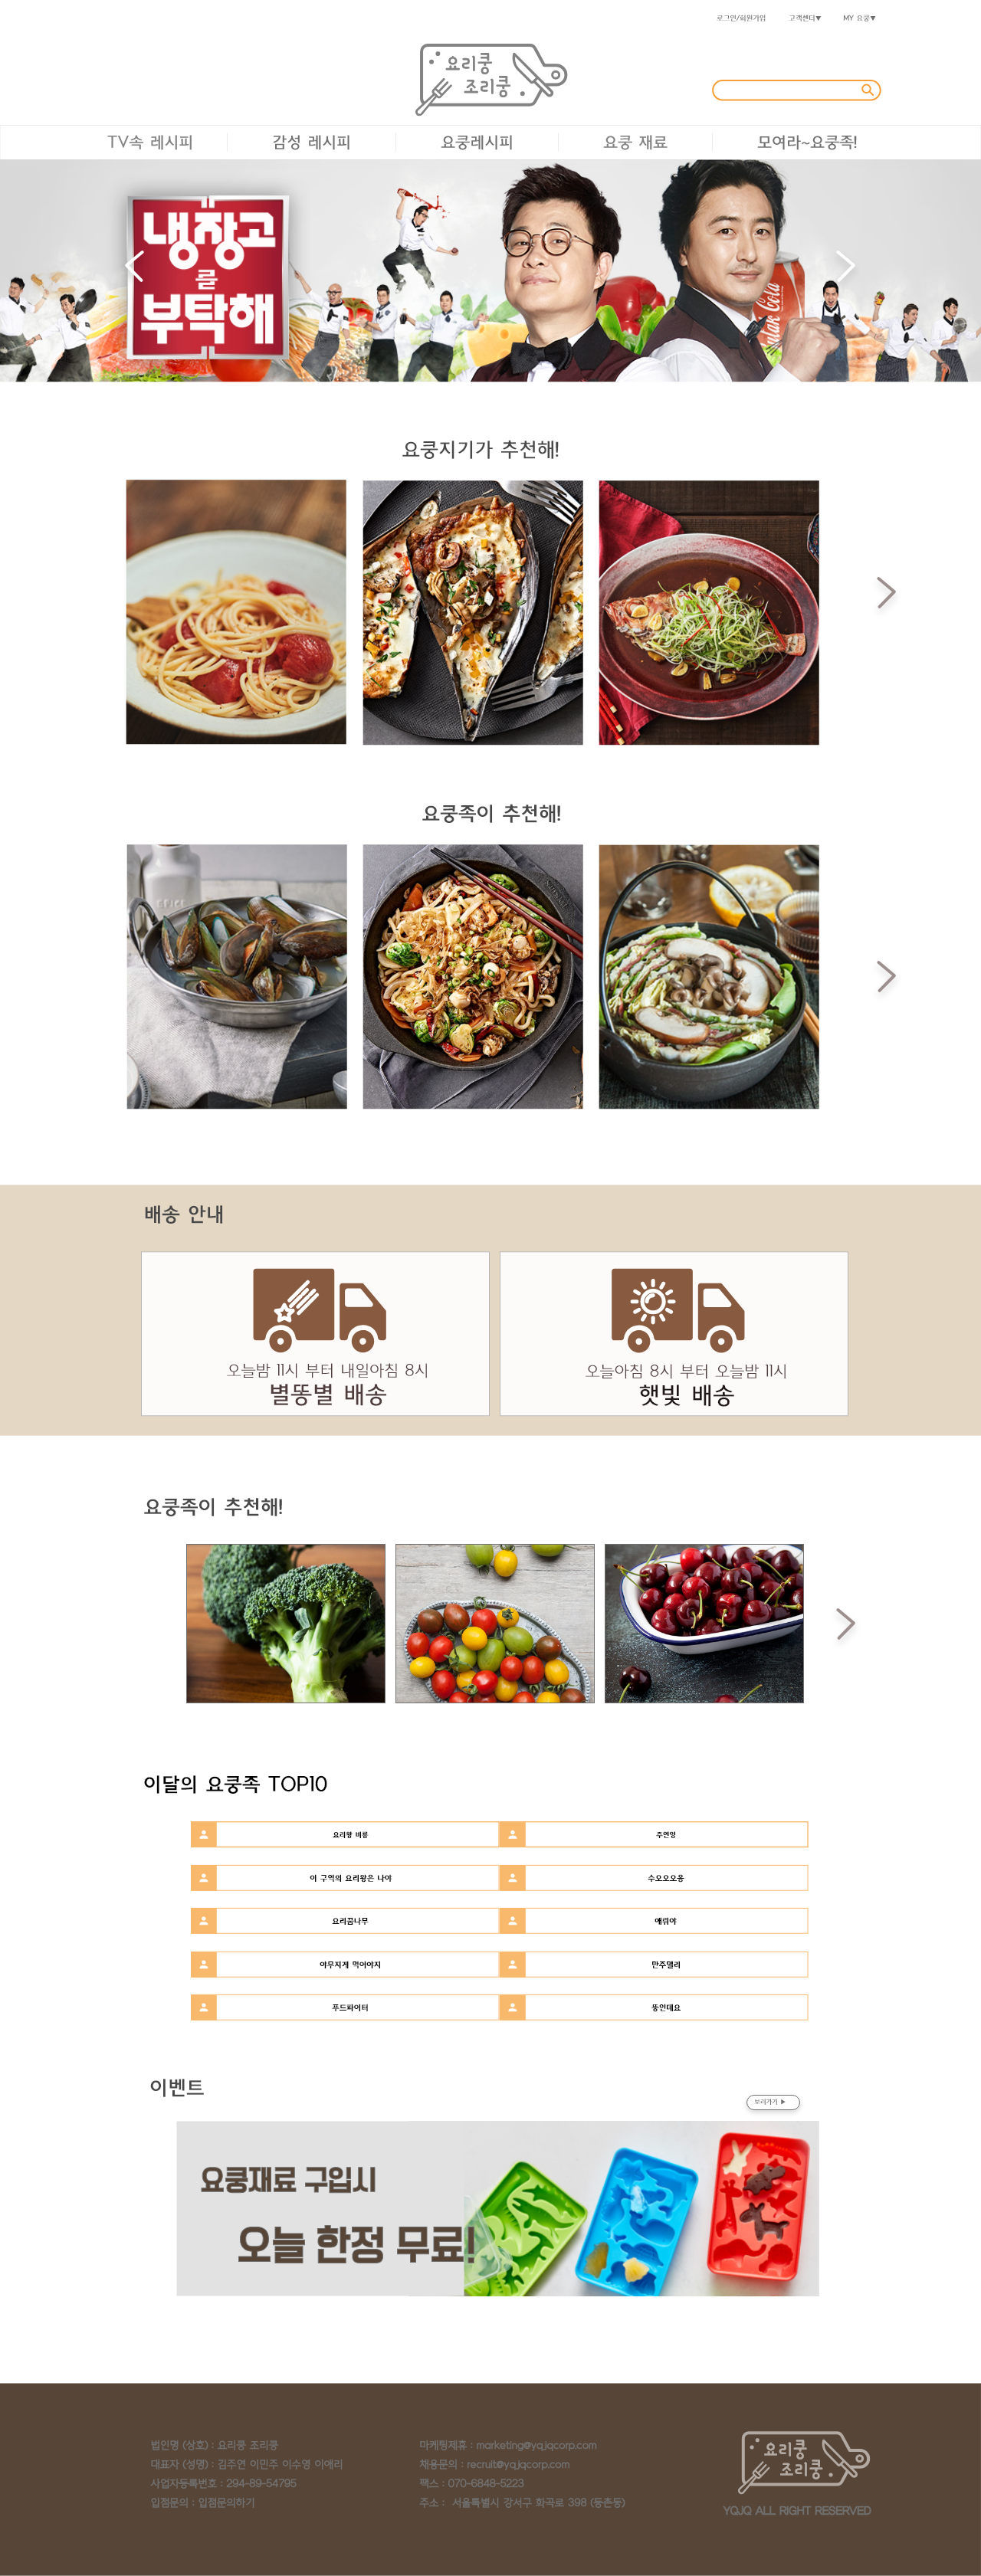 로그인/회원가입 고객센터▼ MY 요쿵▼
요리쿵
조리쿵
TV속 레시피 감성 레시피 요쿵레시피 요쿵 재료 모여라~요쿵족!
냉장고
를
부탁해
요쿵지기가 추천해!
요쿵족이 추천해!
배송 안내
오늘밤 11시 부터 내일아침 8시
별똥별 배송
오늘아침 8시 부터 오늘밤 11시
햇빛 배송
요쿵족이 추천해!
이달의 요쿵족 TOP10
요리왕 비룡 주연잉
이 구역의 요리왕은 나야 수오오오옹
요리꿈나무 애뤼야
야무지게 먹어야지 만주델리
푸드파이터 뚱인데요
이벤트
보러가기 ▶
요쿵재료 구입시
오늘 한정 무료!
법인명 (상호) : 요리쿵 조리쿵
대표자 (성명) : 김주연 이민주 이수영 이애리
사업자등록번호 : 294-89-54795
입점문의 : 입점문의하기
마케팅제휴 : marketing@yqjqcorp.com
채용문의 : recruit@yqjqcorp.com
팩스 : 070-6848-5223
주소 : 서울특별시 강서구 화곡로 398 (등촌동)
요리쿵
조리쿵
YQJQ ALL RIGHT RESERVED